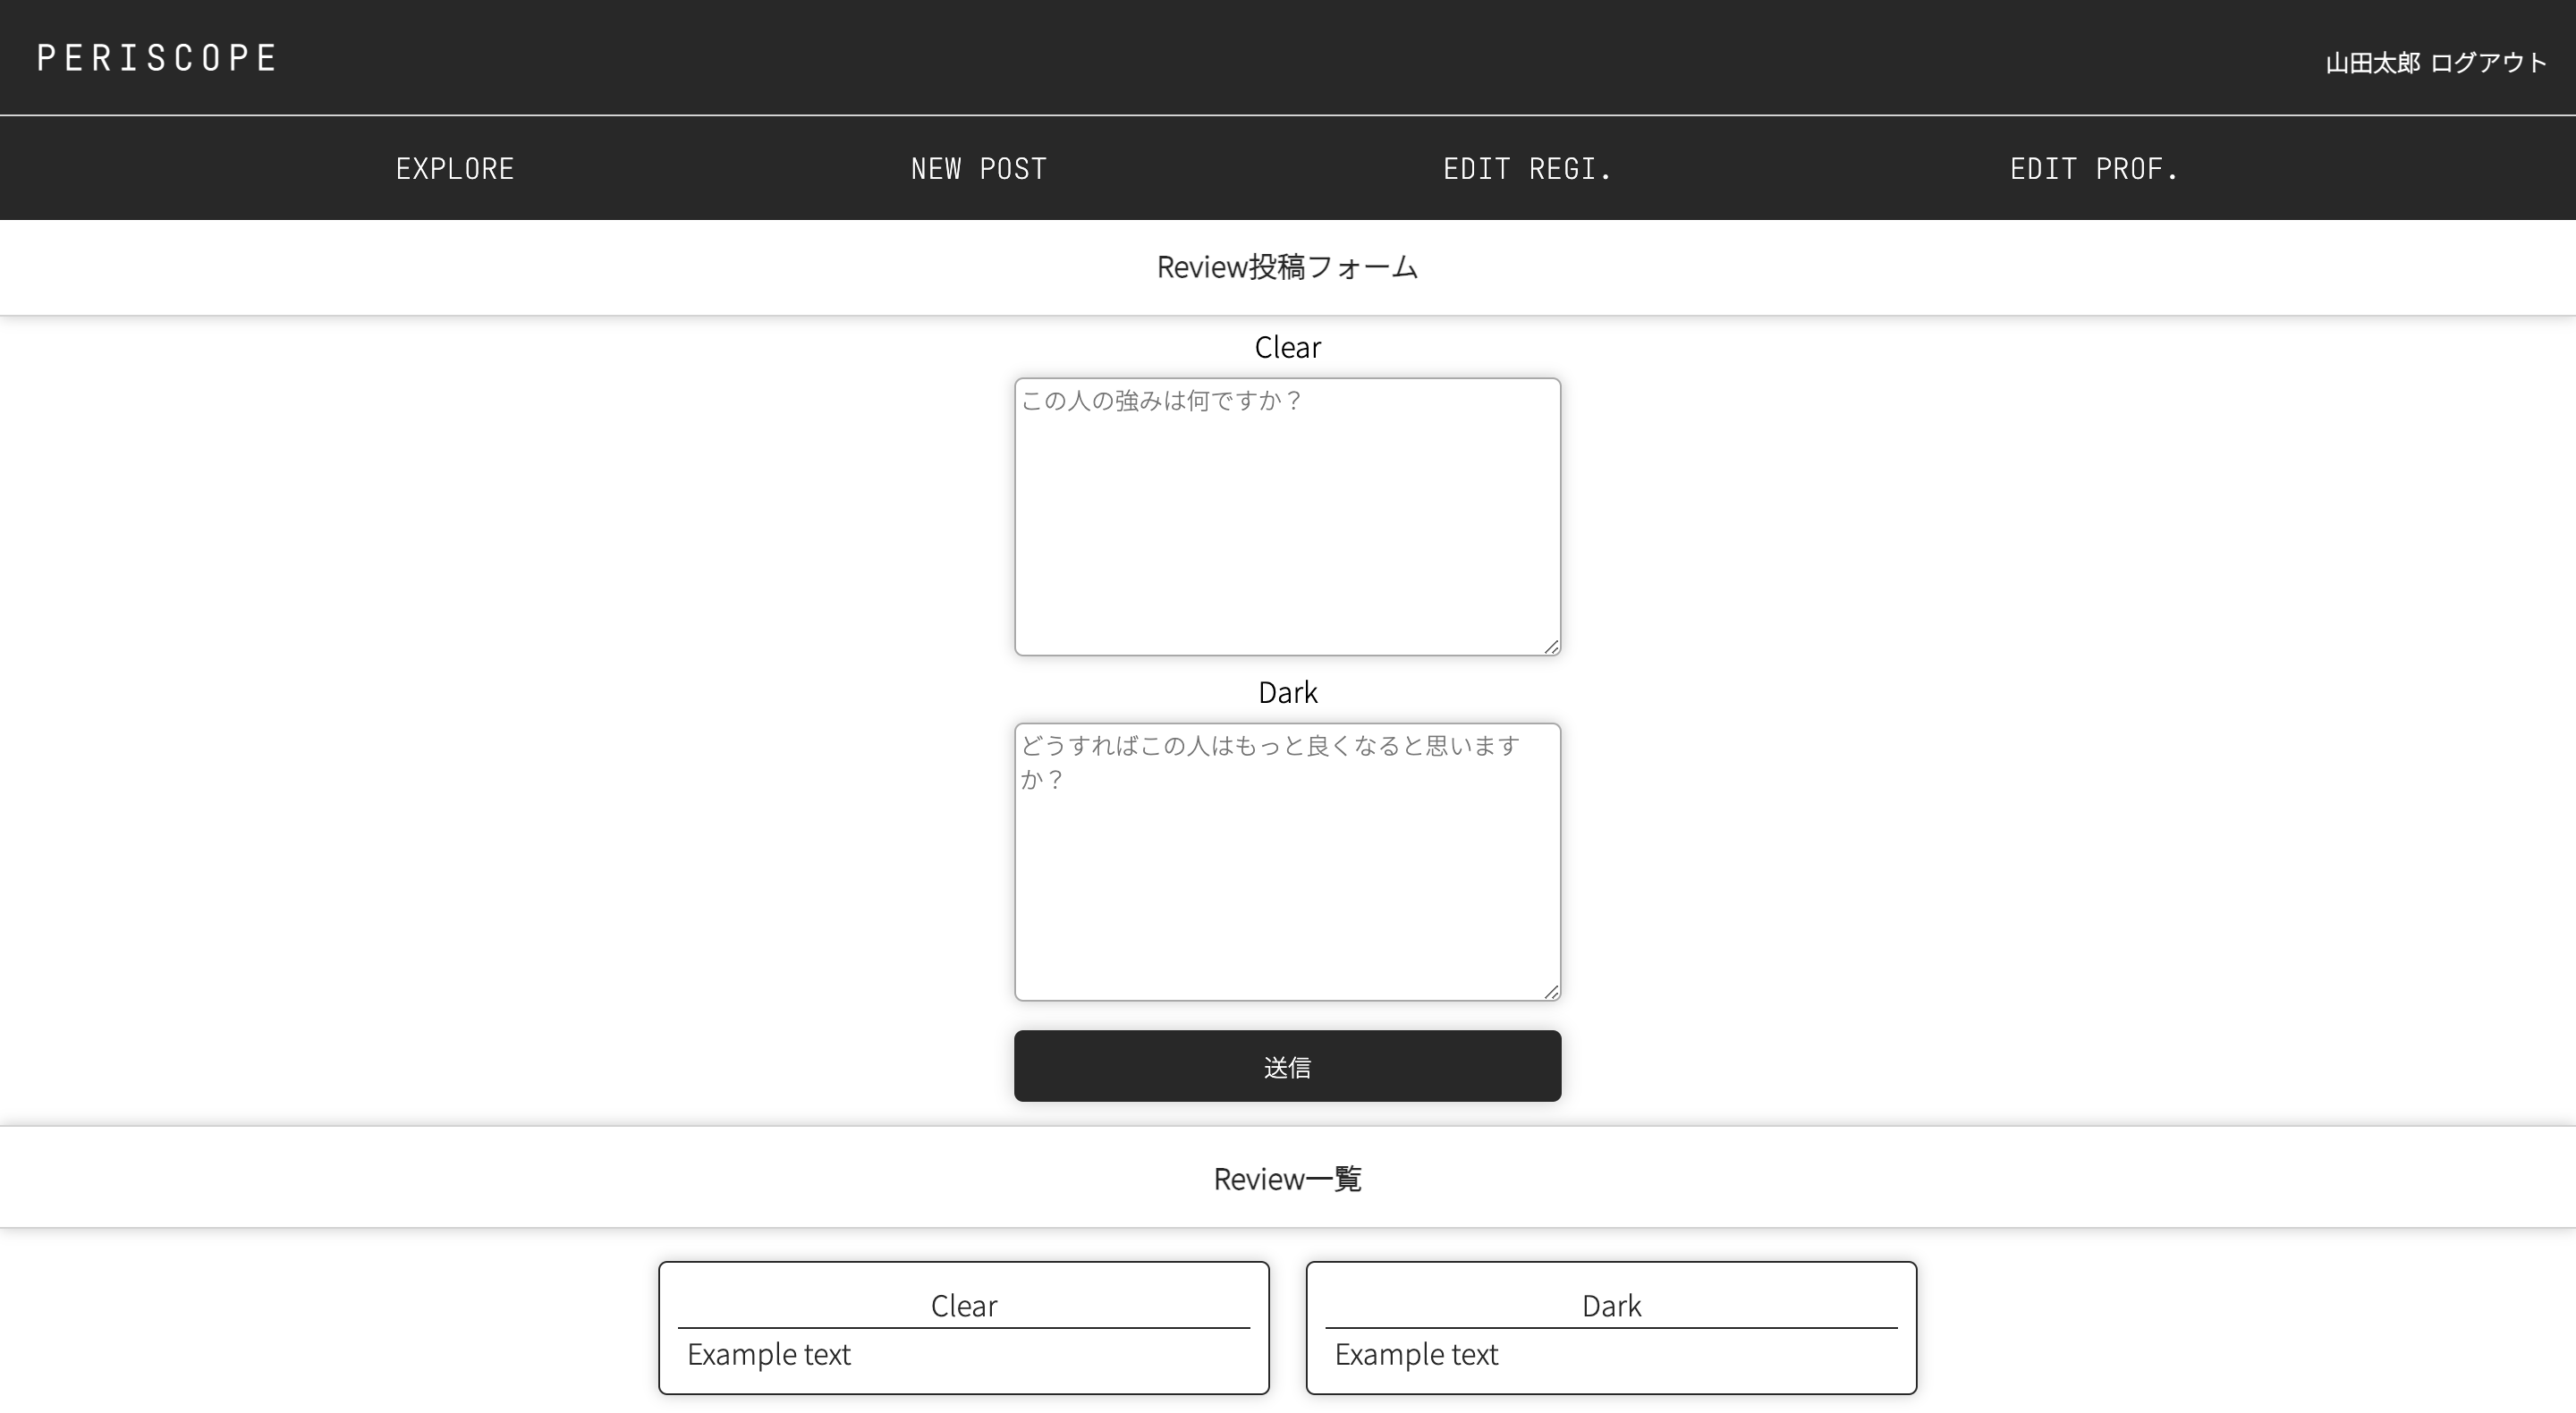 PERISCOPE
山田太郎 ログアウト
EXPLORE
NEW POST
EDIT REGI.
EDIT PROF.
Review投稿フォーム
Clear
この人の強みは何ですか？
Dark
どうすればこの人はもっと良くなると思います
か？
送信
Review一覧
Clear
Example text
Dark
Example text